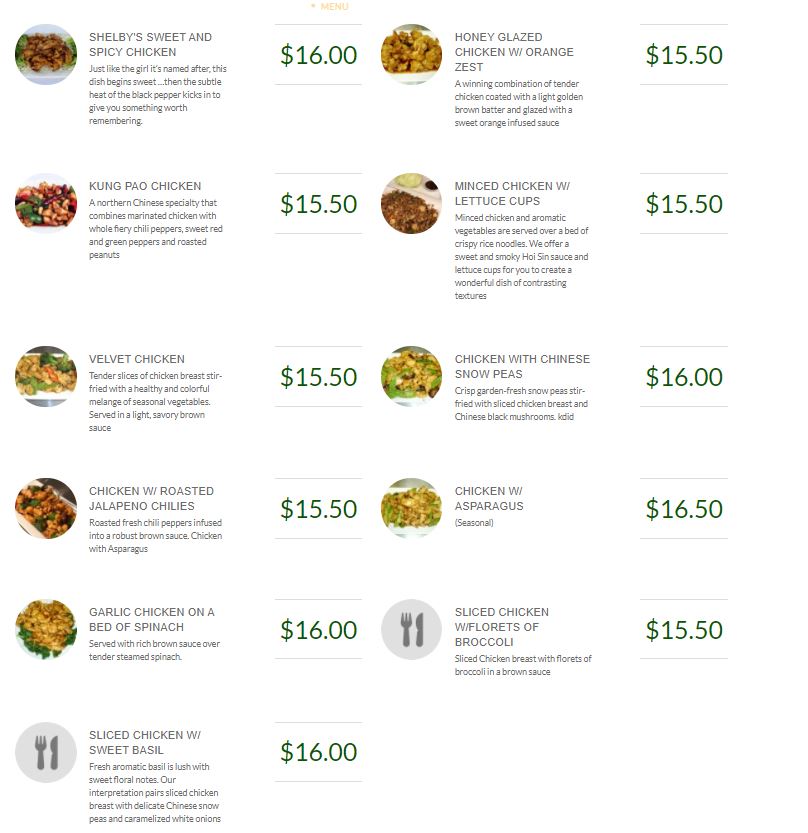 * MENU
SHELBY'S SWEET AND
SPICY CHICKEN
Just like the girl it's named after, this
dish begins sweet ...then the subtle
heat of the black pepper kicks in to
give you something worth
remembering.
$16.00
HONEY GLAZED
CHICKEN W/ ORANGE
ZEST
A winning combination of tender
chicken coated with a light golden
brown batter and glazed with a
sweet orange infused sauce
$15.50
KUNG PAO CHICKEN
A northern Chinese specialty that
combines marinated chicken with
whole fiery chili peppers, sweet red
and green peppers and roasted
peanuts
$15.50
MINCED CHICKEN W/
LETTUCE CUPS
Minced chicken and aromatic
vegetables are served over a bed of
crispy rice noodles. We offer a
sweet and smoky Hoi Sin sauce and
lettuce cups for you to create a
wonderful dish of contrasting
textures
$15.50
VELVET CHICKEN
Tender slices of chicken breast stir-
fried with a healthy and colorful
melange of seasonal vegetables.
Served in a light, savory brown
sauce
$15.50
CHICKEN WITH CHINESE
SNOW PEAS
Crisp garden-fresh snow peas stir-
fried with sliced chicken breast and
Chinese black mushrooms. kdid
$16.00
CHICKEN W/ ROASTED
JALAPENO CHILIES
Roasted fresh chili peppers infused
into a robust brown sauce. Chicken
with Asparagus
$15.50
CHICKEN W/
ASPARAGUS
(Seasonal)
$16.50
GARLIC CHICKEN ON A
BED OF SPINACH
Served with rich brown sauce over
tender steamed spinach.
$16.00
SLICED CHICKEN
W/FLORETS OF
BROCCOLI
Sliced Chicken breast with florets of
broccoli in a brown sauce
$15.50
SLICED CHICKEN W/
SWEET BASIL
Fresh aromatic basil is lush with
sweet floral notes. Our
interpretation pairs sliced chicken
breast with delicate Chinese snow
peas and caramelized white onions
$16.00